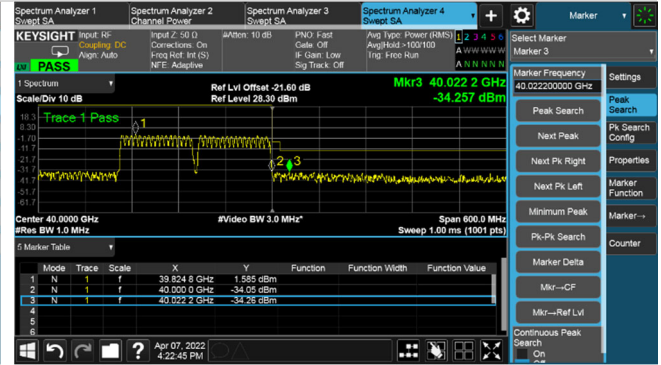 Spectrum Analyzer 1
Swept SA
Spectrum Analyzer 2
Channel Power
Spectrum Analyzer 3
Swept SA
Spectrum Analyzer 4
Swept SA
+
Marker
KEYSIGHT
Input: RF
Coupling: DC
Align: Auto
Input Z: 50 Ω
Corrections: On
Freq Ref: Int (S)
NFE: Adaptive
#Atten: 10 dB
PNO: Fast
Gate: Off
IF Gain: Low
Sig Track: Off
Avg Type: Power (RMS)
Avg|Hold:>100/100
Trig: Free Run
1 2 3 4 5 6
A W W W W W
A N N N N N
LXI
PASS
Select Marker
Marker 3
1 Spectrum
Scale/Div 10 dB
Ref Lvl Offset -21.60 dB
Ref Level 28.30 dBm
Mkr3 40.022 2 GHz
-34.257 dBm
Trace 1 Pass
18.3
8.30
-1.70
-11.7
-21.7
-31.7
-41.7
-51.7
-61.7
1
2
3
Center 40.0000 GHz
#Res BW 1.0 MHz
#Video BW 3.0 MHz*
Span 600.0 MHz
Sweep 1.00 ms (1001 pts)
5 Marker Table
Mode Trace Scale X Y Function Function Width Function Value
1 N 1 f 39.824 8 GHz 1.585 dBm
2 N 1 f 40.000 0 GHz -34.05 dBm
3 N 1 f 40.022 2 GHz -34.26 dBm
4
5
6
Apr 07, 2022
4:22:45 PM
Marker Frequency
40.022200000 GHz
Peak Search
Next Peak
Next Pk Right
Next Pk Left
Minimum Peak
Pk-Pk Search
Marker Delta
Mkr→CF
Mkr→Ref Lvl
Continuous Peak
Search
On
Off
Settings
Peak
Search
Pk Search
Config
Properties
Marker
Function
Marker→
Counter